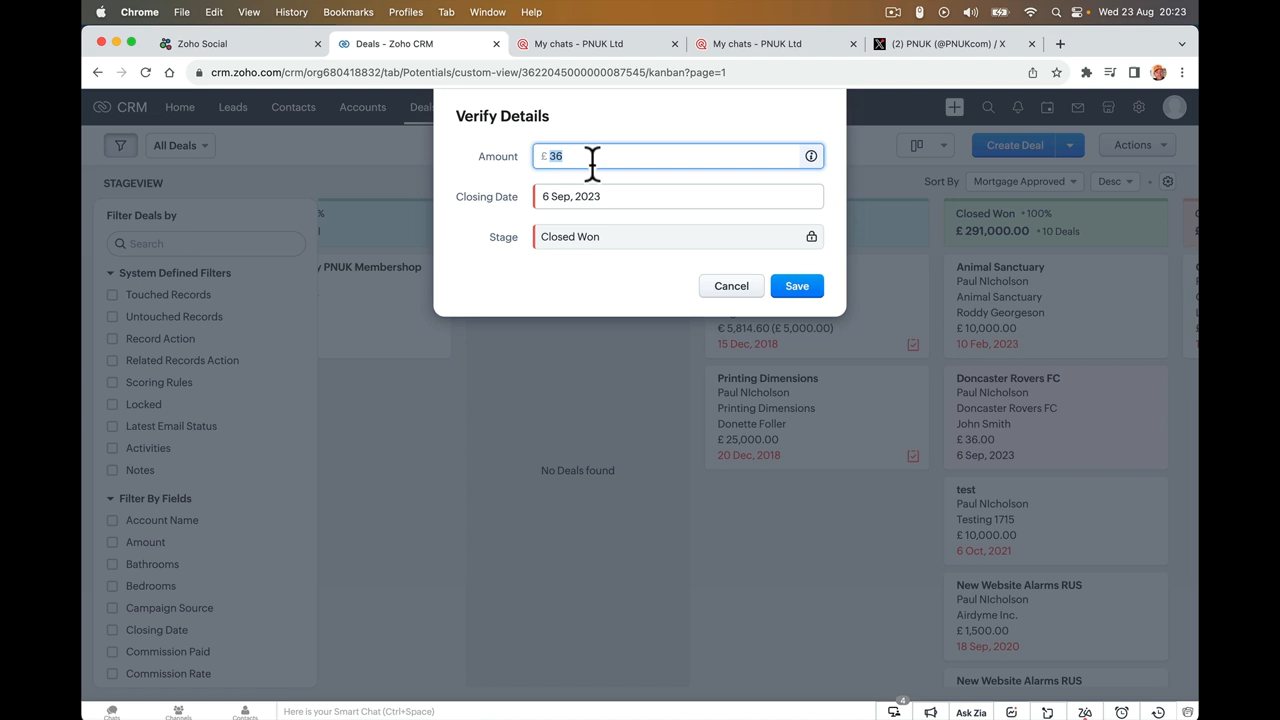 Chrome File Edit View History Bookmarks Profiles Tab Window Help Wed 23 Aug 20:23
Zoho Social Deals - Zoho CRM My chats - PNUK Ltd My chats - PNUK Ltd (2) PNUK (@PNUKcom) / X
crm.zoho.com/crm/org680418832/tab/Potentials/custom-view/3622045000000087545/kanban?page=1
CRM Home Leads Contacts Accounts Deals
All Deals Create Deal Actions
STAGEVIEW Sort By Mortgage Approved Desc
Verify Details
Amount £ 36
Closing Date 6 Sep, 2023
Stage Closed Won
Cancel Save
Filter Deals by
Search
System Defined Filters
Touched Records
Untouched Records
Record Action
Related Records Action
Scoring Rules
Locked
Latest Email Status
Activities
Notes
Filter By Fields
Account Name
Amount
Bathrooms
Bedrooms
Campaign Source
Closing Date
Commission Paid
Commission Rate
%
PNUK Membership
No Deals found
€ 5,814.60 (£ 5,000.00)
15 Dec, 2018
Printing Dimensions
Paul NIcholson
Printing Dimensions
Donette Foller
£ 25,000.00
20 Dec, 2018
Closed Won • 100%
£ 291,000.00 • 10 Deals
Animal Sanctuary
Paul NIcholson
Animal Sanctuary
Roddy Georgeson
£ 10,000.00
10 Feb, 2023
Doncaster Rovers FC
Paul NIcholson
Doncaster Rovers FC
John Smith
£ 36.00
6 Sep, 2023
test
Paul NIcholson
Testing 1715
£ 10,000.00
6 Oct, 2021
New Website Alarms RUS
Paul NIcholson
Airdyme Inc.
£ 1,500.00
18 Sep, 2020
New Website Alarms RUS
Chats Channels Contacts Here is your Smart Chat (Ctrl+Space) 4 Ask Zia